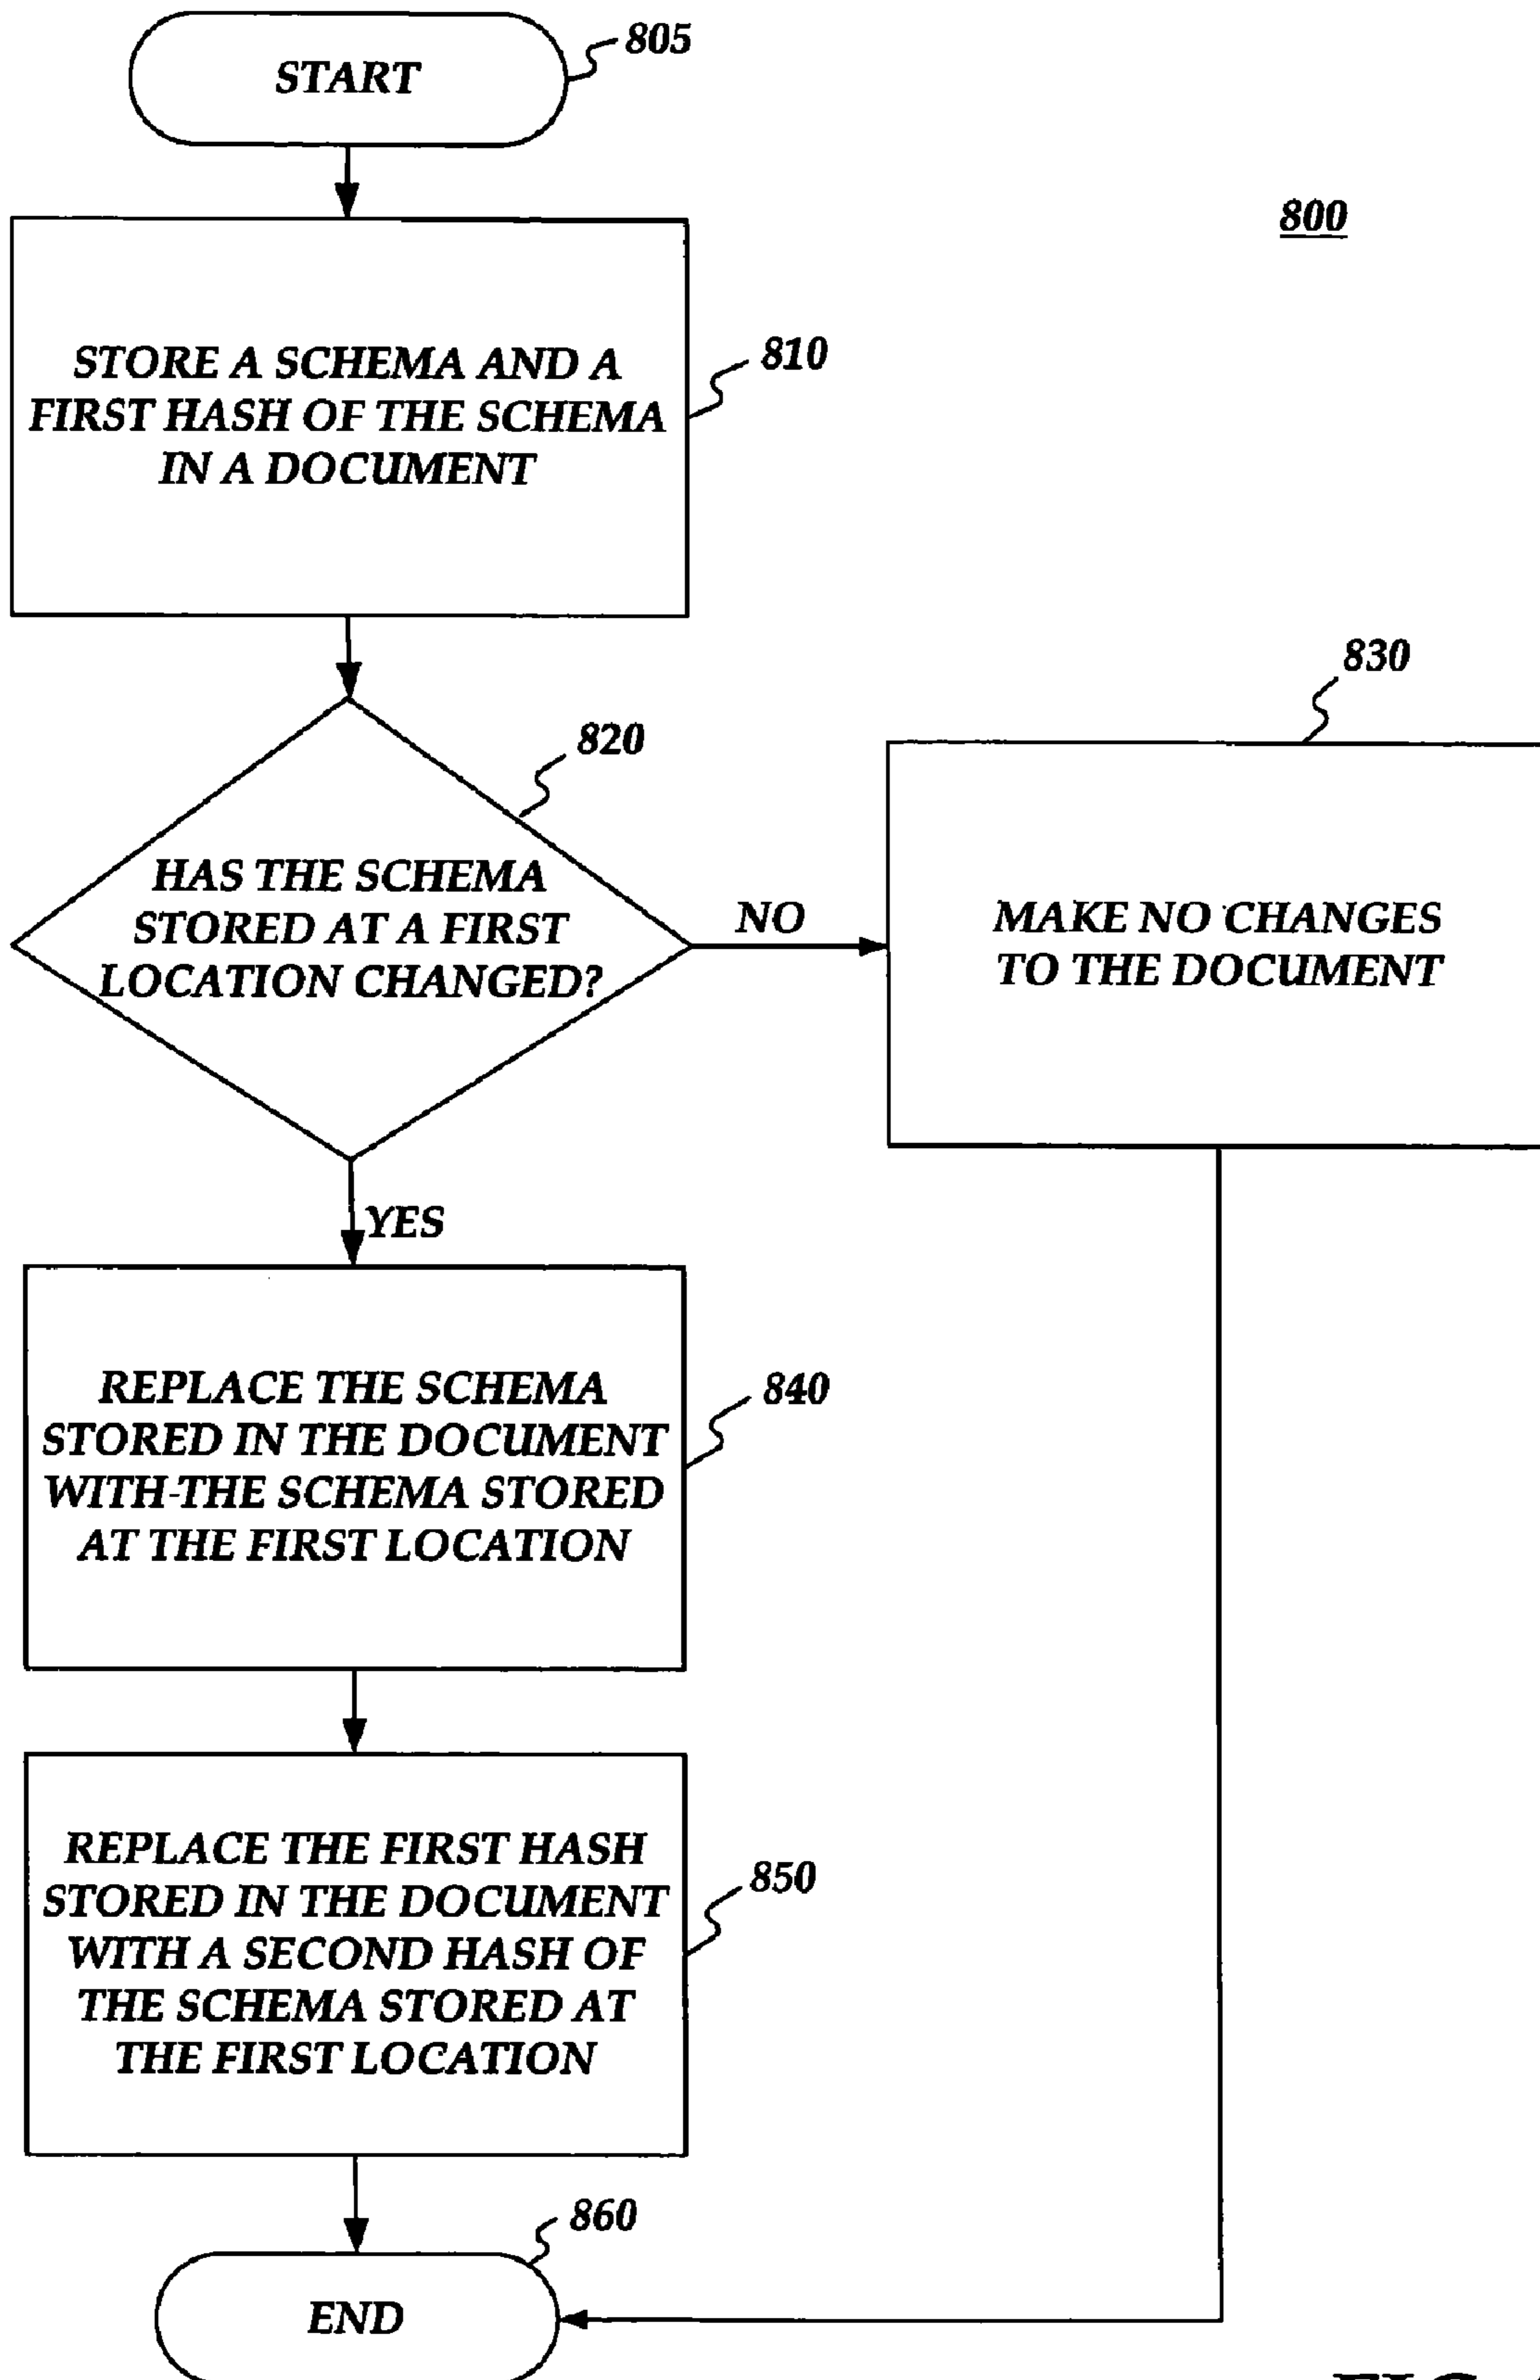 START
805
800
STORE A SCHEMA AND A
FIRST HASH OF THE SCHEMA
IN A DOCUMENT
810
820
HAS THE SCHEMA
STORED AT A FIRST
LOCATION CHANGED?
NO
830
MAKE NO CHANGES
TO THE DOCUMENT
YES
REPLACE THE SCHEMA
STORED IN THE DOCUMENT
WITH-THE SCHEMA STORED
AT THE FIRST LOCATION
840
REPLACE THE FIRST HASH
STORED IN THE DOCUMENT
WITH A SECOND HASH OF
THE SCHEMA STORED AT
THE FIRST LOCATION
850
860
END